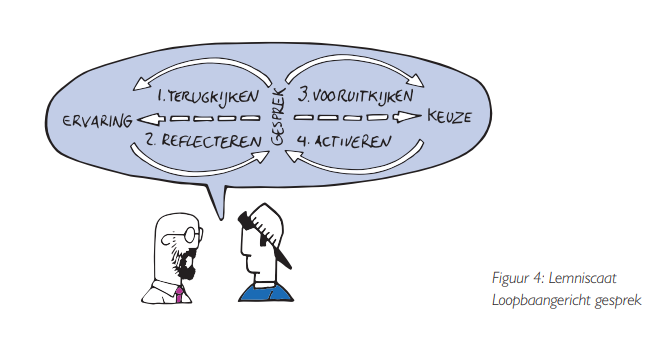 1. TERUGKIJKEN
3. VOORUITKIJKEN
ERVARING
GESPREK
KEUZE
2. REFLECTEREN
4. ACTIVEREN
Figuur 4: Lemniscaat
Loopbaangericht gesprek